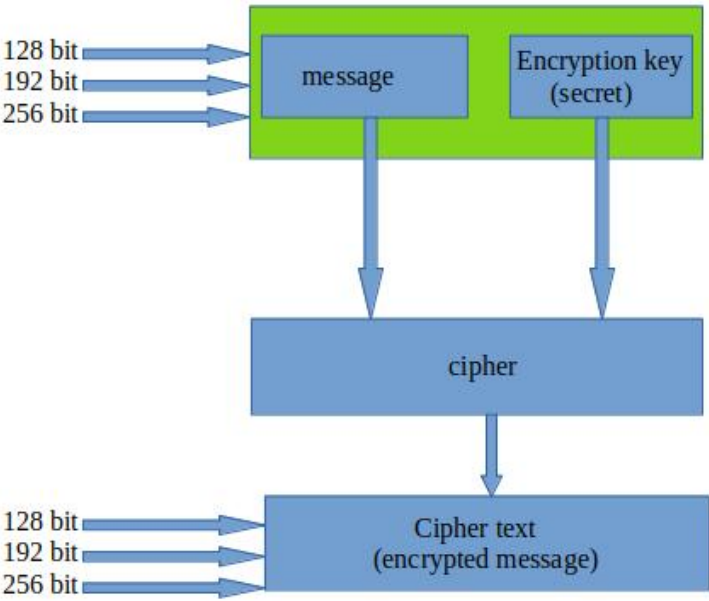 128 bit
192 bit
256 bit
message
Encryption key
(secret)
cipher
128 bit
192 bit
256 bit
Cipher text
(encrypted message)